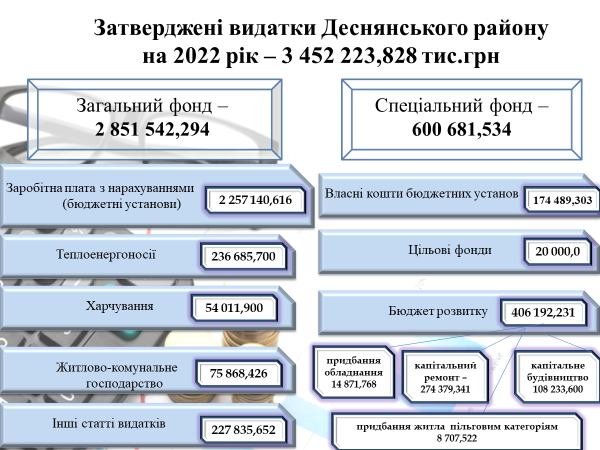 Затверджені видатки Деснянського району
на 2022 рік – 3 452 223,828 тис.грн
Загальний фонд –
2 851 542,294
Спеціальний фонд –
600 681,534
Заробітна плата з нарахуваннями
(бюджетні установи)
2 257 140,616
Теплоенергоносії
236 685,700
Харчування
54 011,900
Житлово-комунальне
господарство
75 868,426
Інші статті видатків
227 835,652
Власні кошти бюджетних установ
174 489,303
Цільові фонди
20 000,0
Бюджет розвитку
406 192,231
придбання
обладнання
14 871,768
капітальний
ремонт –
274 379,341
капітальне
будівництво
108 233,600
придбання житла пільговим категоріям
8 707,522